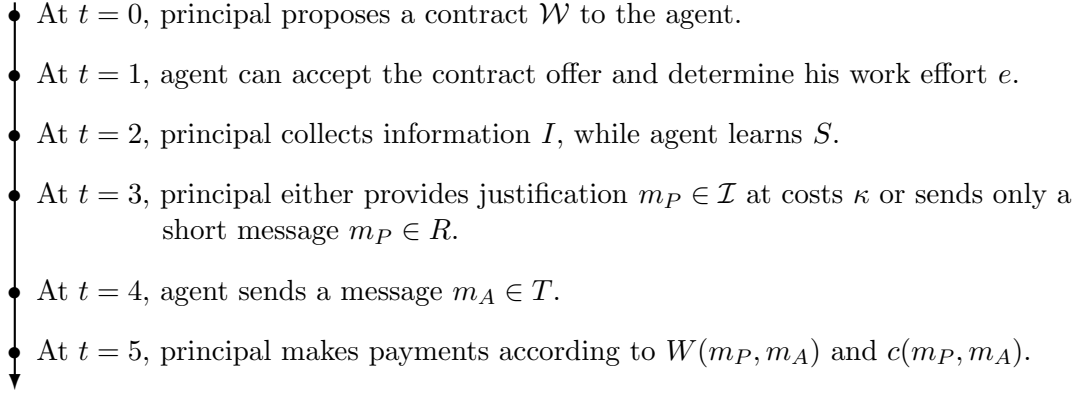 At t = 0, principal proposes a contract 𝒲 to the agent.
At t = 1, agent can accept the contract offer and determine his work effort e.
At t = 2, principal collects information I, while agent learns S.
At t = 3, principal either provides justification m_P ∈ ℐ at costs κ or sends only a
short message m_P ∈ R.
At t = 4, agent sends a message m_A ∈ T.
At t = 5, principal makes payments according to W(m_P, m_A) and c(m_P, m_A).